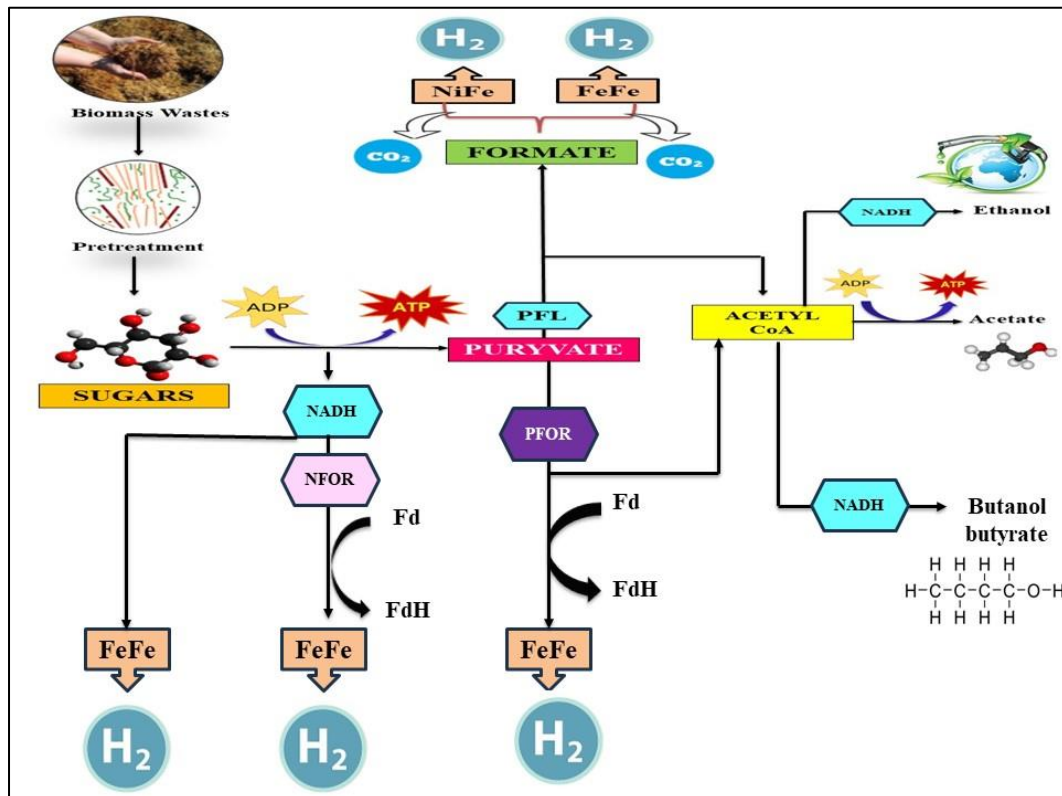 H2
H2
NiFe
FeFe
CO2
CO2
FORMATE
Biomass Wastes
Pretreatment
NADH
Ethanol
ADP
ATP
PFL
ACETYL
CoA
ADP
ATP
Acetate
PURYVATE
SUGARS
NADH
PFOR
NFOR
Fd
Fd
NADH
Butanol
butyrate
FdH
FdH
H H H H
H-C-C-C-C-O-H
H H H H
FeFe
FeFe
FeFe
H2
H2
H2